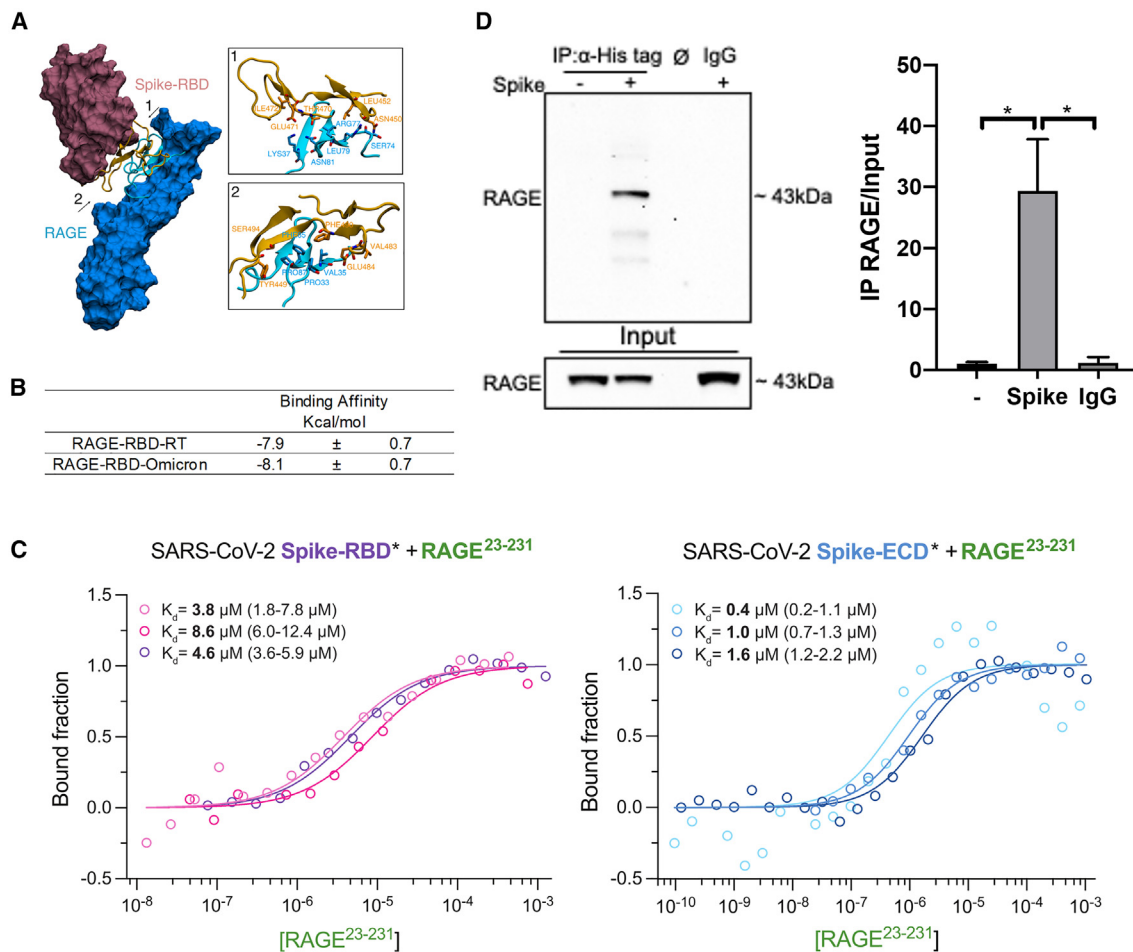 A
Spike-RBD
1
2
RAGE
1
ILE472
THR470
LEU452
GLU471
ASN450
ARG77
LYS37
LEU79
SER74
ASN81
2
SER494
VAL483
GLU484
PRO87
VAL35
TYR449
PRO33
B
Binding Affinity
Kcal/mol
RAGE-RBD-RT -7.9 ± 0.7
RAGE-RBD-Omicron -8.1 ± 0.7
D
IP:α-His tag Ø IgG
Spike - + +
RAGE ~ 43kDa
Input
RAGE ~ 43kDa
IP RAGE/Input
50
40
30
20
10
0
* *
- Spike IgG
C
SARS-CoV-2 Spike-RBD* + RAGE23-231
Kd= 3.8 µM (1.8-7.8 µM)
Kd= 8.6 µM (6.0-12.4 µM)
Kd= 4.6 µM (3.6-5.9 µM)
Bound fraction
1.5
1.0
0.5
0.0
-0.5
10-8 10-7 10-6 10-5 10-4 10-3
[RAGE23-231]
SARS-CoV-2 Spike-ECD* + RAGE23-231
Kd= 0.4 µM (0.2-1.1 µM)
Kd= 1.0 µM (0.7-1.3 µM)
Kd= 1.6 µM (1.2-2.2 µM)
Bound fraction
1.5
1.0
0.5
0.0
-0.5
10-10 10-9 10-8 10-7 10-6 10-5 10-4 10-3
[RAGE23-231]